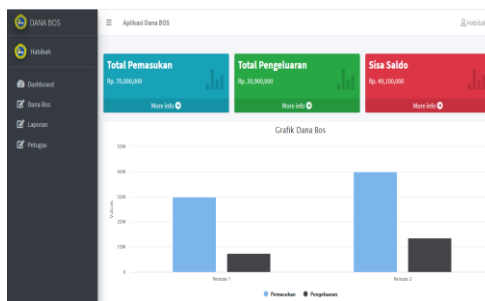 DANA BOS
Aplikasi Dana BOS
Habibah
Habibah
Dashboard
Dana Bos
Laporan
Petugas
Total Pemasukan
Rp. 70,000,000
More info
Total Pengeluaran
Rp. 20,900,000
More info
Sisa Saldo
Rp. 49,100,000
More info
Grafik Dana Bos
Values
50M
40M
30M
20M
10M
0
Periode 1
Periode 2
Pemasukan
Pengeluaran